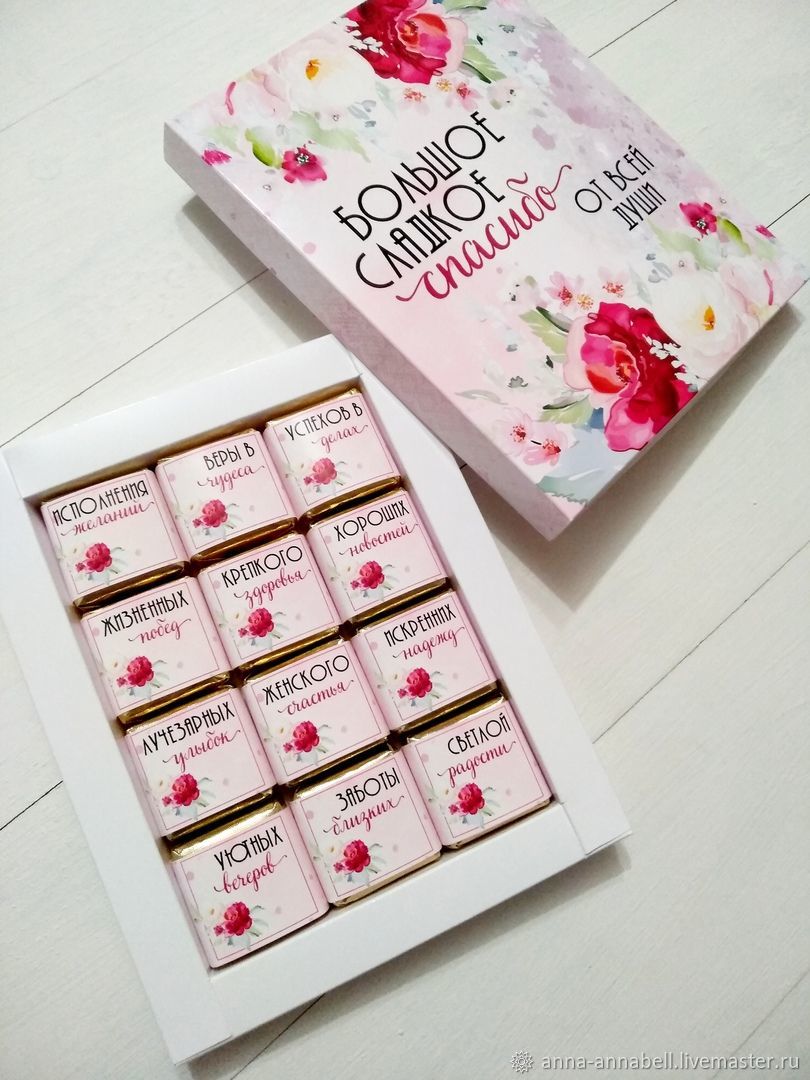 БОЛЬШОЕ
СЛАДКОЕ
спасибо
ОТ ВСЕЙ
ДУШИ
ИСПОЛНЕНИЯ
желаний
ВЕРЫ В
чудеса
УСПЕХОВ В
делах
ЖИЗНЕННЫХ
побед
КРЕПКОГО
здоровья
ХОРОШИХ
новостей
ЛУЧЕЗАРНЫХ
улыбок
ЖЕНСКОГО
счастья
ИСКРЕННИХ
надежд
УЮТНЫХ
вечеров
ЗАБОТЫ
близких
СВЕТЛОЙ
радости
anna-annabell.livemaster.ru